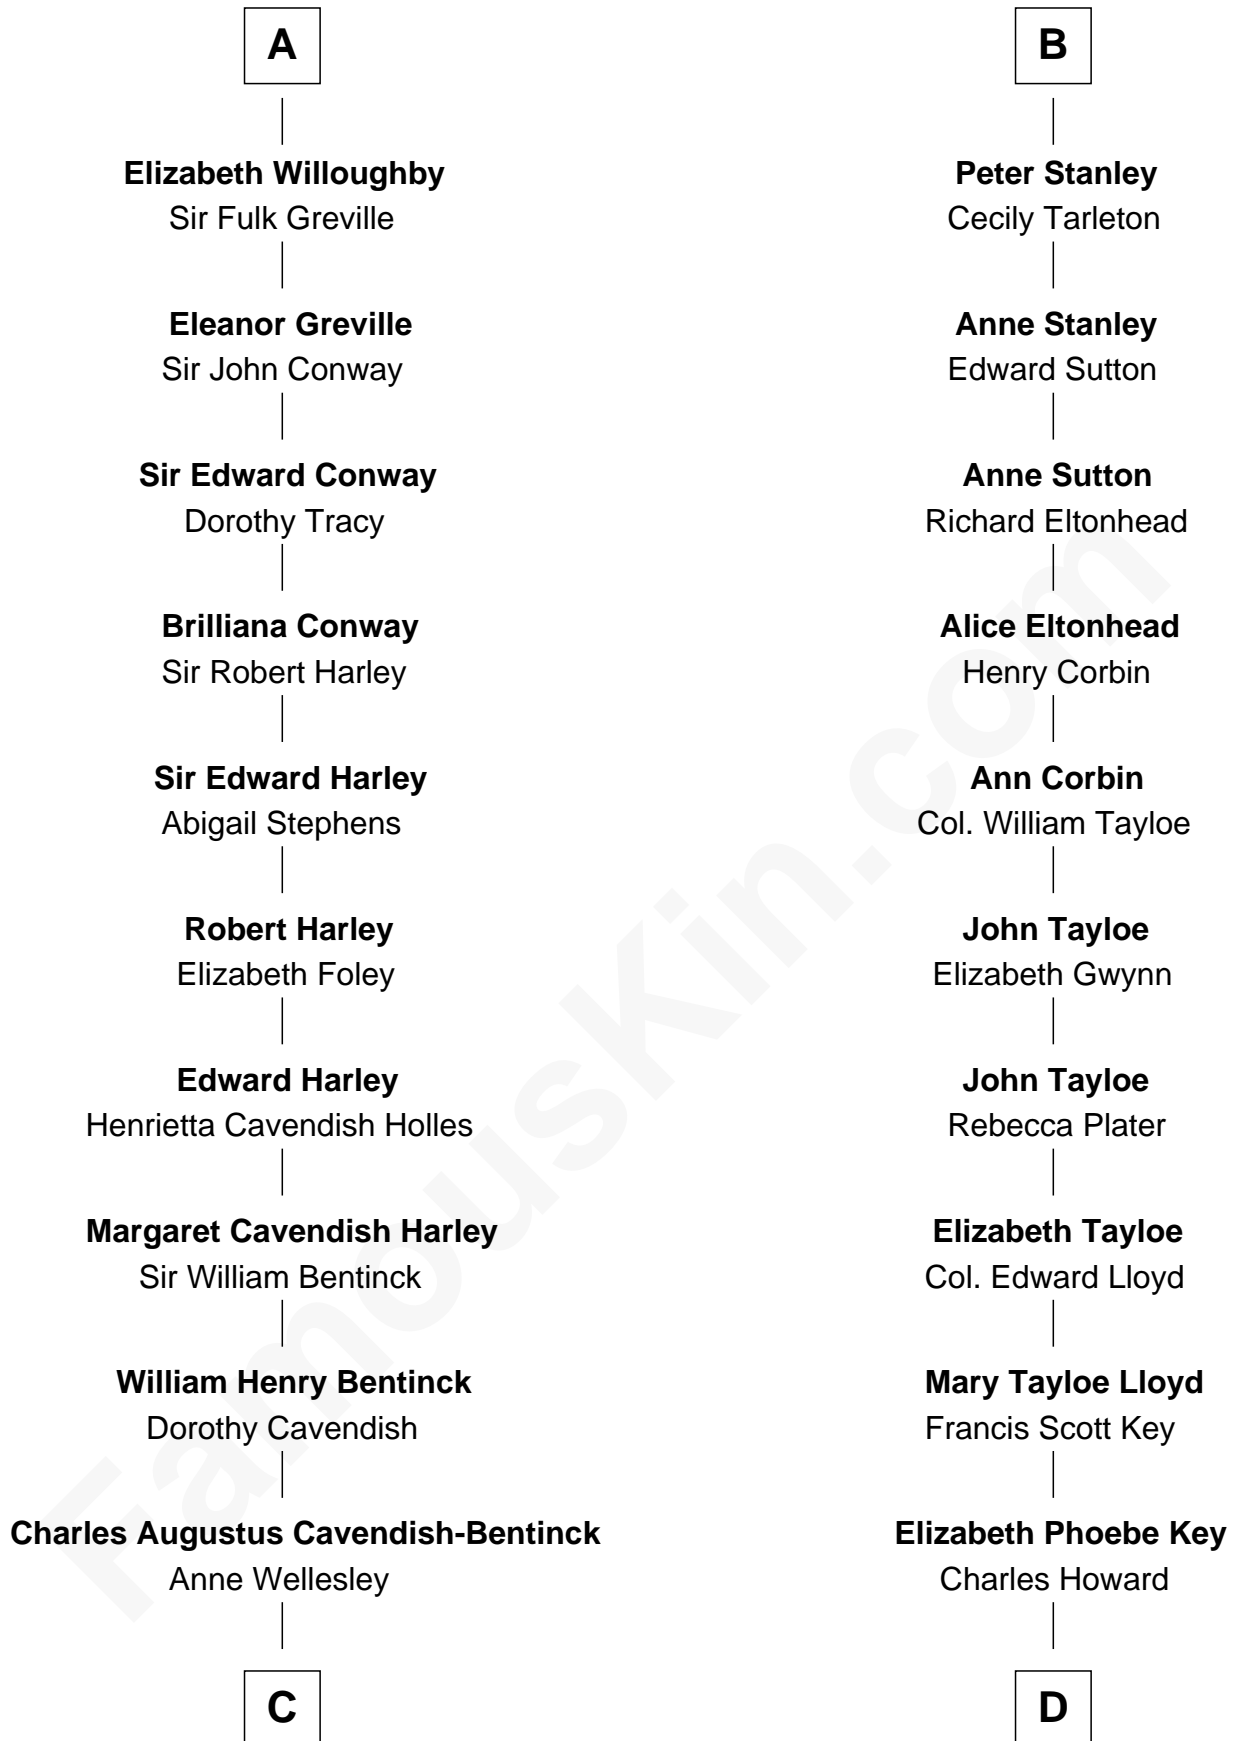 A
Elizabeth Willoughby
Sir Fulk Greville
Eleanor Greville
Sir John Conway
Sir Edward Conway
Dorothy Tracy
Brilliana Conway
Sir Robert Harley
Sir Edward Harley
Abigail Stephens
Robert Harley
Elizabeth Foley
Edward Harley
Henrietta Cavendish Holles
Margaret Cavendish Harley
Sir William Bentinck
William Henry Bentinck
Dorothy Cavendish
Charles Augustus Cavendish-Bentinck
Anne Wellesley
C
B
Peter Stanley
Cecily Tarleton
Anne Stanley
Edward Sutton
Anne Sutton
Richard Eltonhead
Alice Eltonhead
Henry Corbin
Ann Corbin
Col. William Tayloe
John Tayloe
Elizabeth Gwynn
John Tayloe
Rebecca Plater
Elizabeth Tayloe
Col. Edward Lloyd
Mary Tayloe Lloyd
Francis Scott Key
Elizabeth Phoebe Key
Charles Howard
D
FamousKin.com